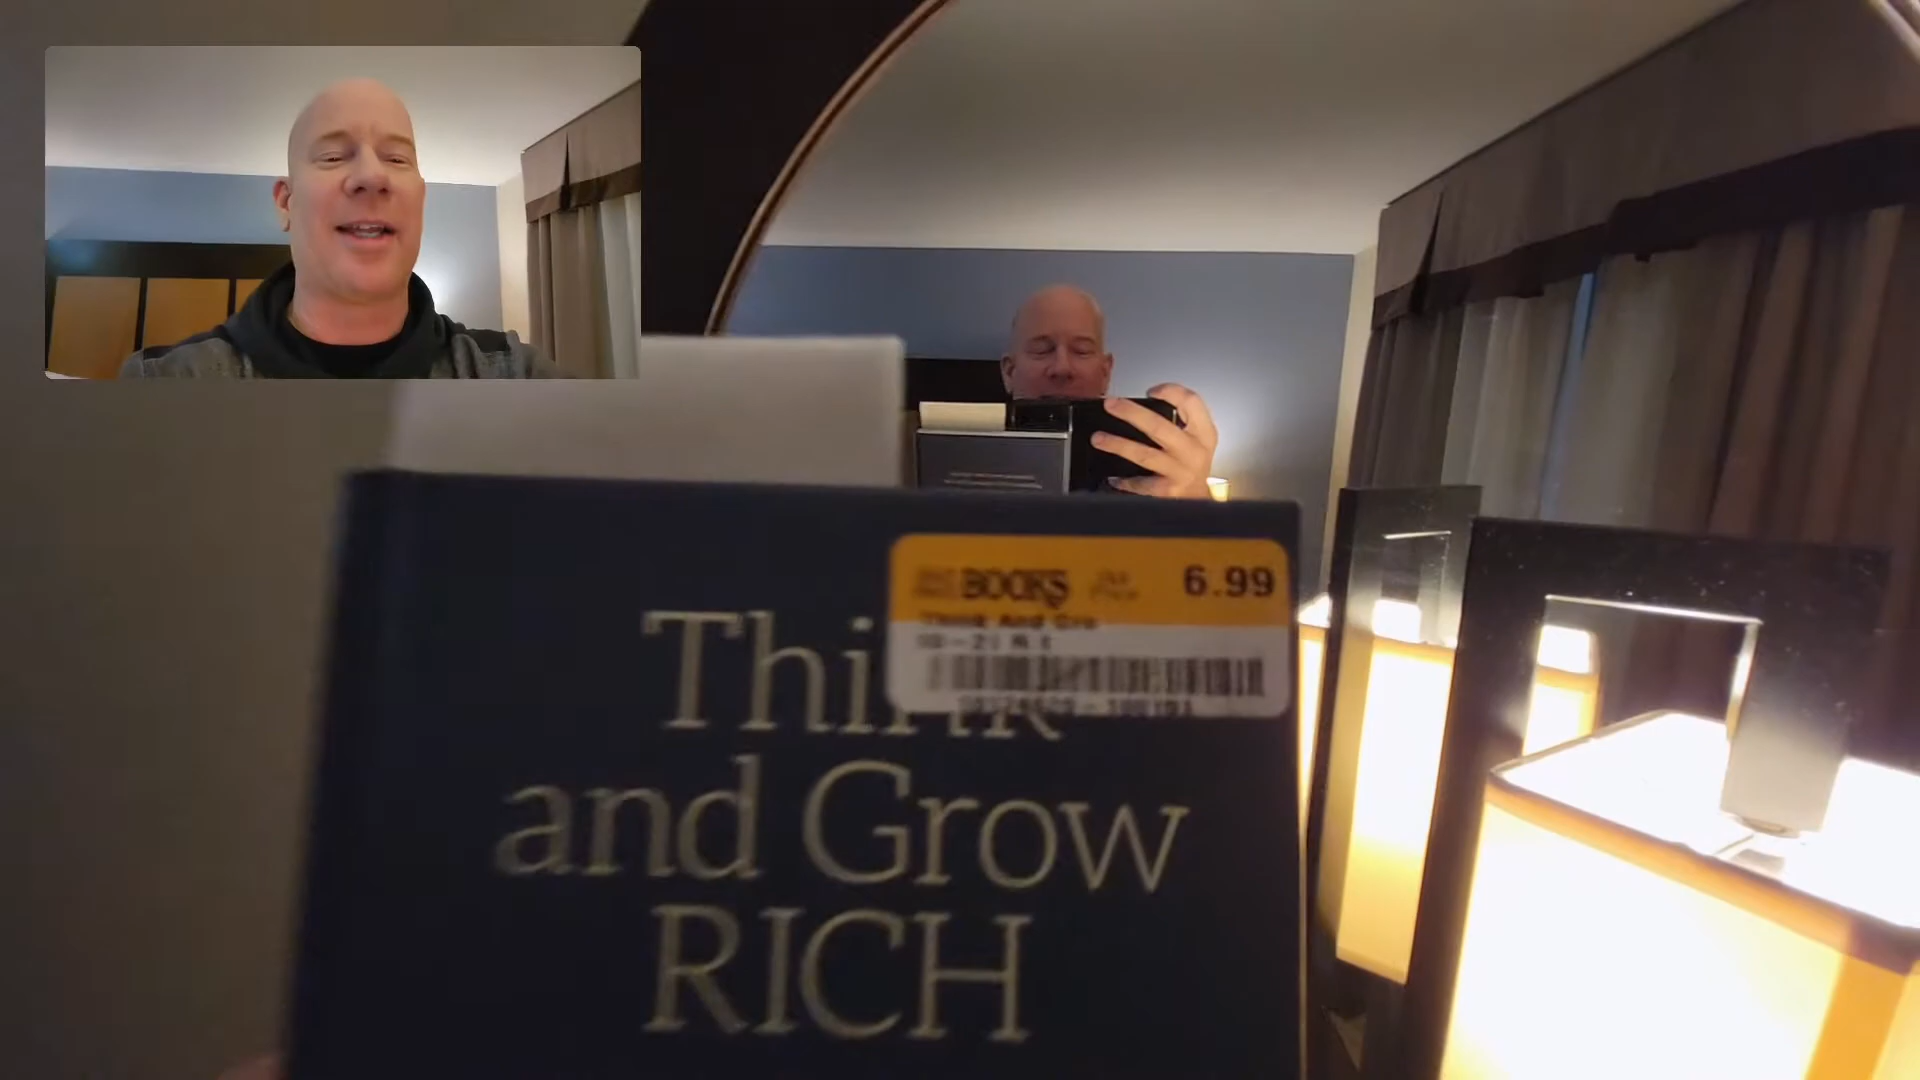 BOOKS 6.99
Think And Gro
Think
and Grow
RICH